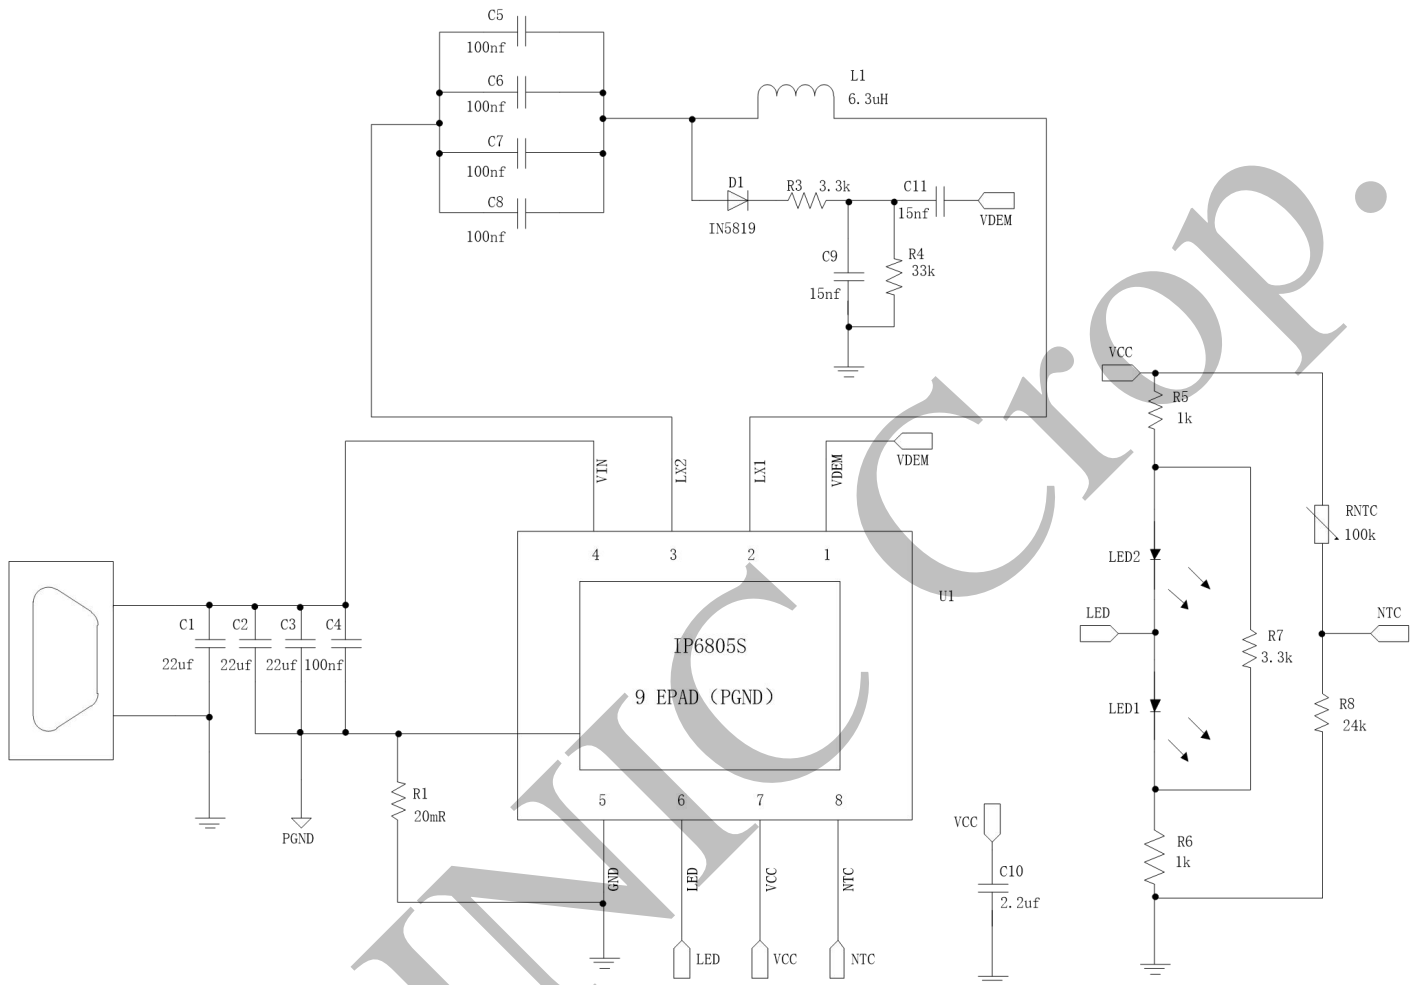 C5
100nf
C6
100nf
C7
100nf
C8
100nf
L1
6.3uH
D1
IN5819
R3 3.3k
C11
15nf
VDEM
C9
15nf
R4
33k
VCC
R5
1k
VIN
LX2
LX1
VDEM
VDEM
4 3 2 1
RNTC
100k
LED2
U1
C1
22uf
C2
22uf
C3
22uf
C4
100nf
IP6805S
9 EPAD (PGND)
LED
NTC
R7
3.3k
LED1
R8
24k
R1
20mR
PGND
5 6 7 8
VCC
R6
1k
C10
2.2uf
GND
LED
VCC
NTC
LED
VCC
NTC
INIC Crop.